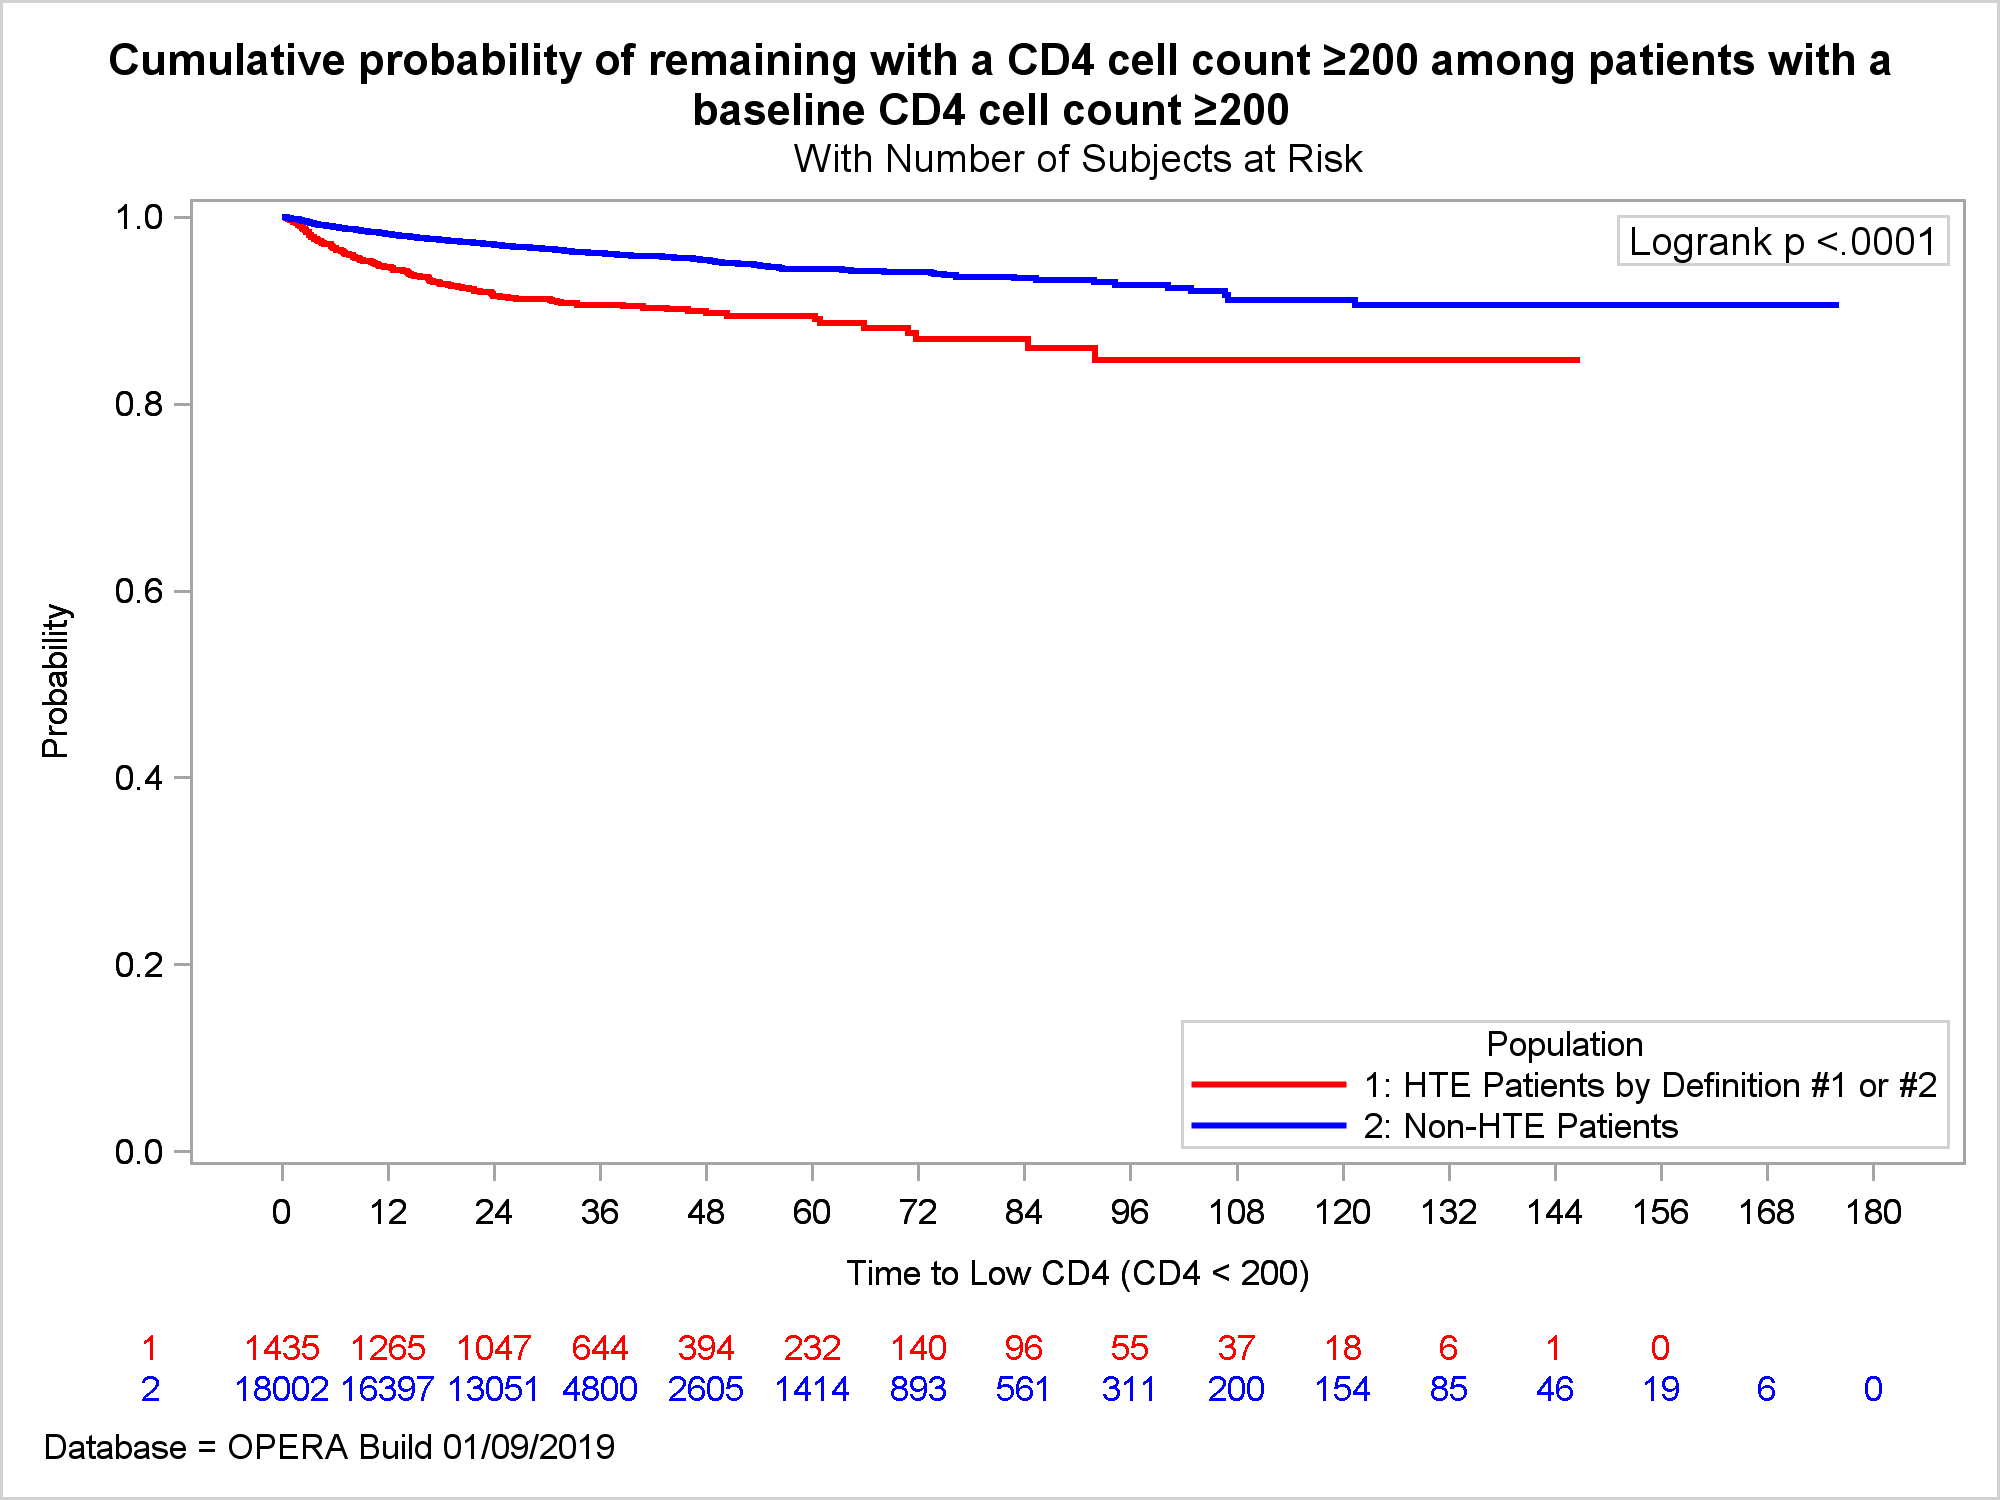 Cumulative probability of remaining with a CD4 cell count ≥200 among patients with a
baseline CD4 cell count ≥200
With Number of Subjects at Risk
1.0
Logrank p <.0001
0.8
0.6
Probability
0.4
0.2
Population
1: HTE Patients by Definition #1 or #2
2: Non-HTE Patients
0.0
0 12 24 36 48 60 72 84 96 108 120 132 144 156 168 180
Time to Low CD4 (CD4 < 200)
1 1435 1265 1047 644 394 232 140 96 55 37 18 6 1 0
2 18002 16397 13051 4800 2605 1414 893 561 311 200 154 85 46 19 6 0
Database = OPERA Build 01/09/2019